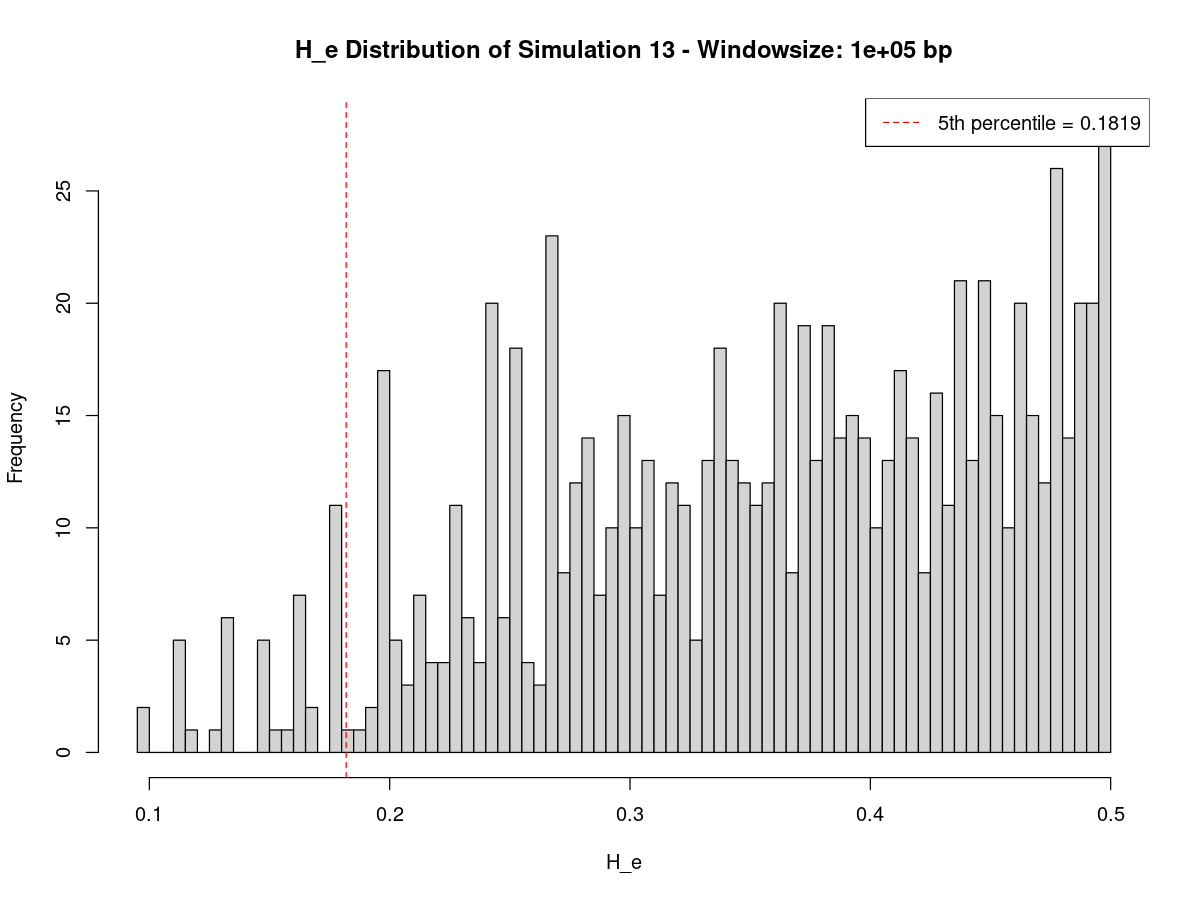 H_e Distribution of Simulation 13 - Windowsize: 1e+05 bp
5th percentile = 0.1819
25
20
15
10
5
0
Frequency
0.1 0.2 0.3 0.4 0.5
H_e